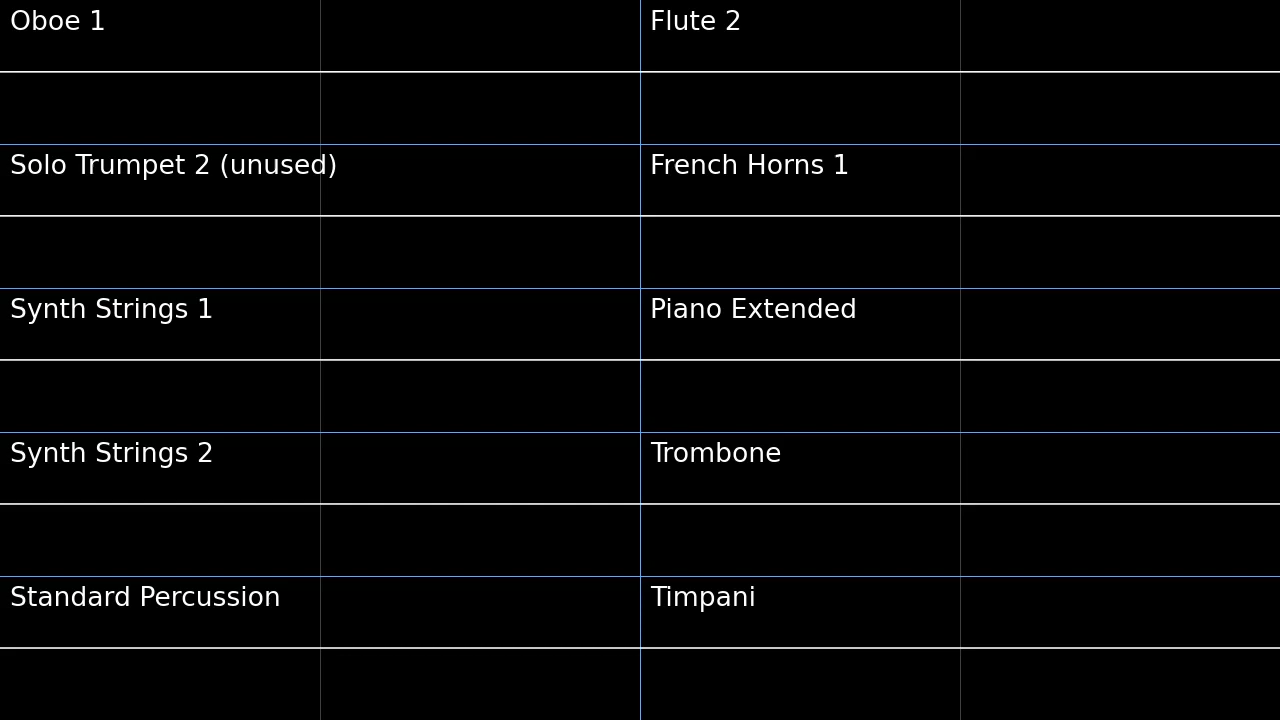 Oboe 1
Flute 2
Solo Trumpet 2 (unused)
French Horns 1
Synth Strings 1
Piano Extended
Synth Strings 2
Trombone
Standard Percussion
Timpani